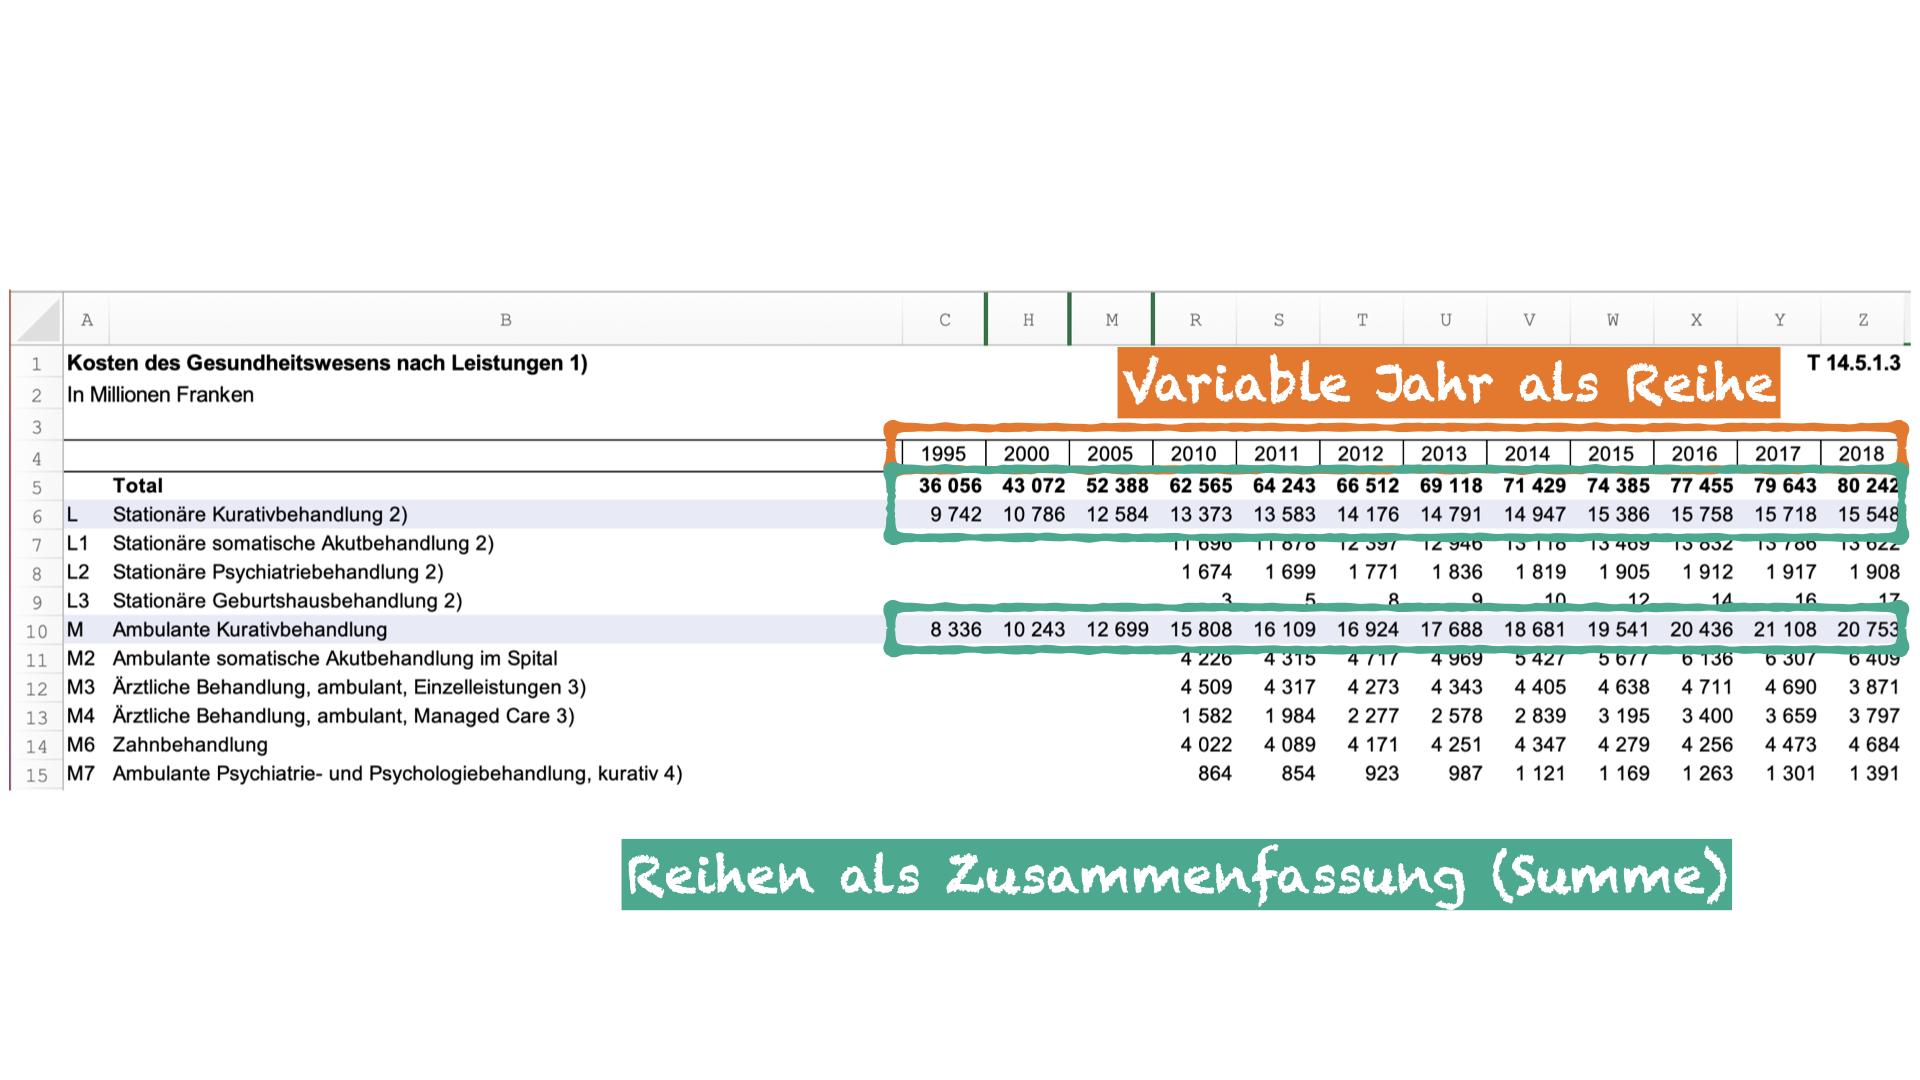 A B C H M R S T U V W X Y Z
1 Kosten des Gesundheitswesens nach Leistungen 1) T 14.5.1.3
Variable Jahr als Reihe
2 In Millionen Franken
3
4 1995 2000 2005 2010 2011 2012 2013 2014 2015 2016 2017 2018
5 Total 36 056 43 072 52 388 62 565 64 243 66 512 69 118 71 429 74 385 77 455 79 643 80 242
6 L Stationäre Kurativbehandlung 2) 9 742 10 786 12 584 13 373 13 583 14 176 14 791 14 947 15 386 15 758 15 718 15 548
7 L1 Stationäre somatische Akutbehandlung 2) 11 696 11 878 12 397 12 946 13 118 13 469 13 832 13 786 13 622
8 L2 Stationäre Psychiatriebehandlung 2) 1 674 1 699 1 771 1 836 1 819 1 905 1 912 1 917 1 908
9 L3 Stationäre Geburtshausbehandlung 2) 3 5 8 9 10 12 14 16 17
10 M Ambulante Kurativbehandlung 8 336 10 243 12 699 15 808 16 109 16 924 17 688 18 681 19 541 20 436 21 108 20 753
11 M2 Ambulante somatische Akutbehandlung im Spital 4 226 4 315 4 717 4 969 5 427 5 677 6 136 6 307 6 409
12 M3 Ärztliche Behandlung, ambulant, Einzelleistungen 3) 4 509 4 317 4 273 4 343 4 405 4 638 4 711 4 690 3 871
13 M4 Ärztliche Behandlung, ambulant, Managed Care 3) 1 582 1 984 2 277 2 578 2 839 3 195 3 400 3 659 3 797
14 M6 Zahnbehandlung 4 022 4 089 4 171 4 251 4 347 4 279 4 256 4 473 4 684
15 M7 Ambulante Psychiatrie- und Psychologiebehandlung, kurativ 4) 864 854 923 987 1 121 1 169 1 263 1 301 1 391
Reihen als Zusammenfassung (Summe)